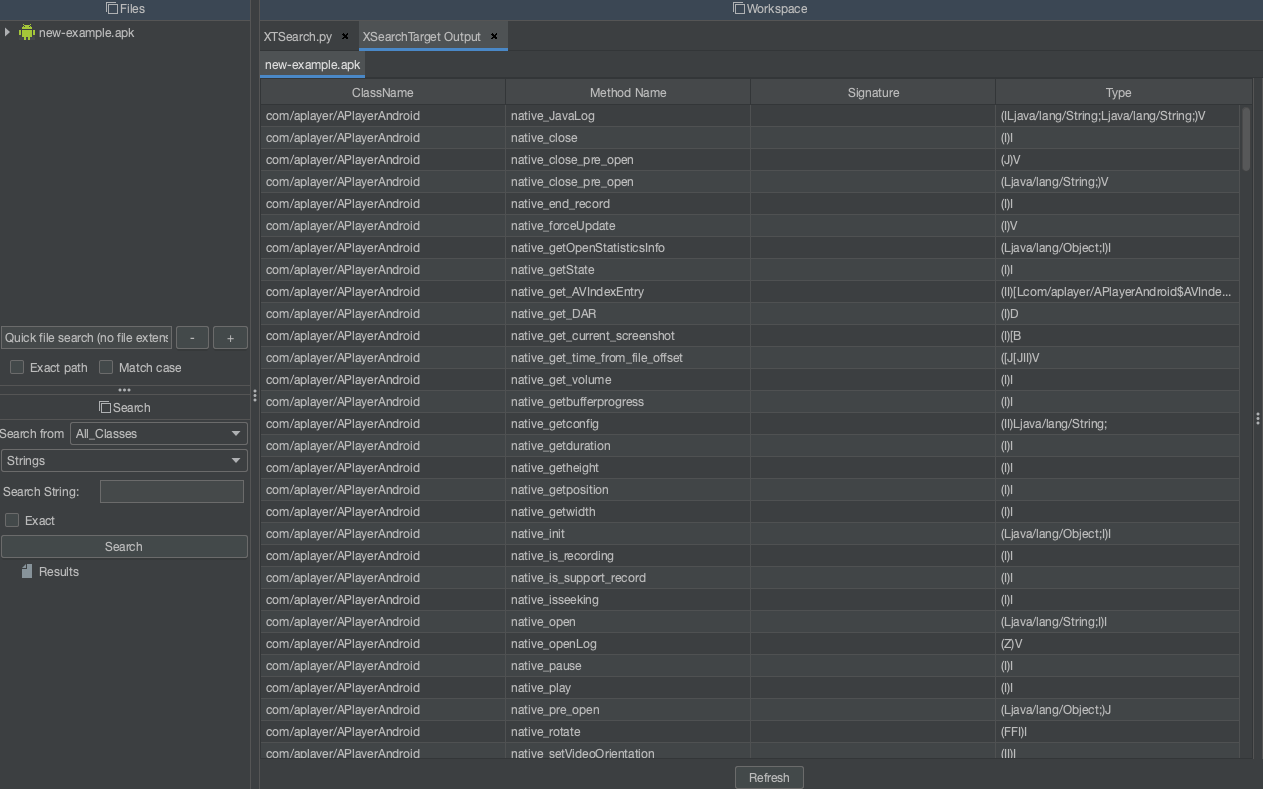 Files
new-example.apk
Quick file search (no file extens
- +
Exact path Match case
Search
Search from All_Classes
Strings
Search String:
Exact
Search
Results
Workspace
XTSearch.py × XSearchTarget Output ×
new-example.apk
ClassName Method Name Signature Type
com/aplayer/APlayerAndroid native_JavaLog (ILjava/lang/String;Ljava/lang/String;)V
com/aplayer/APlayerAndroid native_close (I)I
com/aplayer/APlayerAndroid native_close_pre_open (J)V
com/aplayer/APlayerAndroid native_close_pre_open (Ljava/lang/String;)V
com/aplayer/APlayerAndroid native_end_record (I)I
com/aplayer/APlayerAndroid native_forceUpdate (I)V
com/aplayer/APlayerAndroid native_getOpenStatisticsInfo (Ljava/lang/Object;I)I
com/aplayer/APlayerAndroid native_getState (I)I
com/aplayer/APlayerAndroid native_get_AVIndexEntry (II)[Lcom/aplayer/APlayerAndroid$AVInde...
com/aplayer/APlayerAndroid native_get_DAR (I)D
com/aplayer/APlayerAndroid native_get_current_screenshot (I)[B
com/aplayer/APlayerAndroid native_get_time_from_file_offset ([J[JII)V
com/aplayer/APlayerAndroid native_get_volume (I)I
com/aplayer/APlayerAndroid native_getbufferprogress (I)I
com/aplayer/APlayerAndroid native_getconfig (II)Ljava/lang/String;
com/aplayer/APlayerAndroid native_getduration (I)I
com/aplayer/APlayerAndroid native_getheight (I)I
com/aplayer/APlayerAndroid native_getposition (I)I
com/aplayer/APlayerAndroid native_getwidth (I)I
com/aplayer/APlayerAndroid native_init (Ljava/lang/Object;I)I
com/aplayer/APlayerAndroid native_is_recording (I)I
com/aplayer/APlayerAndroid native_is_support_record (I)I
com/aplayer/APlayerAndroid native_isseeking (I)I
com/aplayer/APlayerAndroid native_open (Ljava/lang/String;I)I
com/aplayer/APlayerAndroid native_openLog (Z)V
com/aplayer/APlayerAndroid native_pause (I)I
com/aplayer/APlayerAndroid native_play (I)I
com/aplayer/APlayerAndroid native_pre_open (Ljava/lang/Object;)J
com/aplayer/APlayerAndroid native_rotate (FFI)I
com/aplayer/APlayerAndroid native_setVideoOrientation (II)I
Refresh